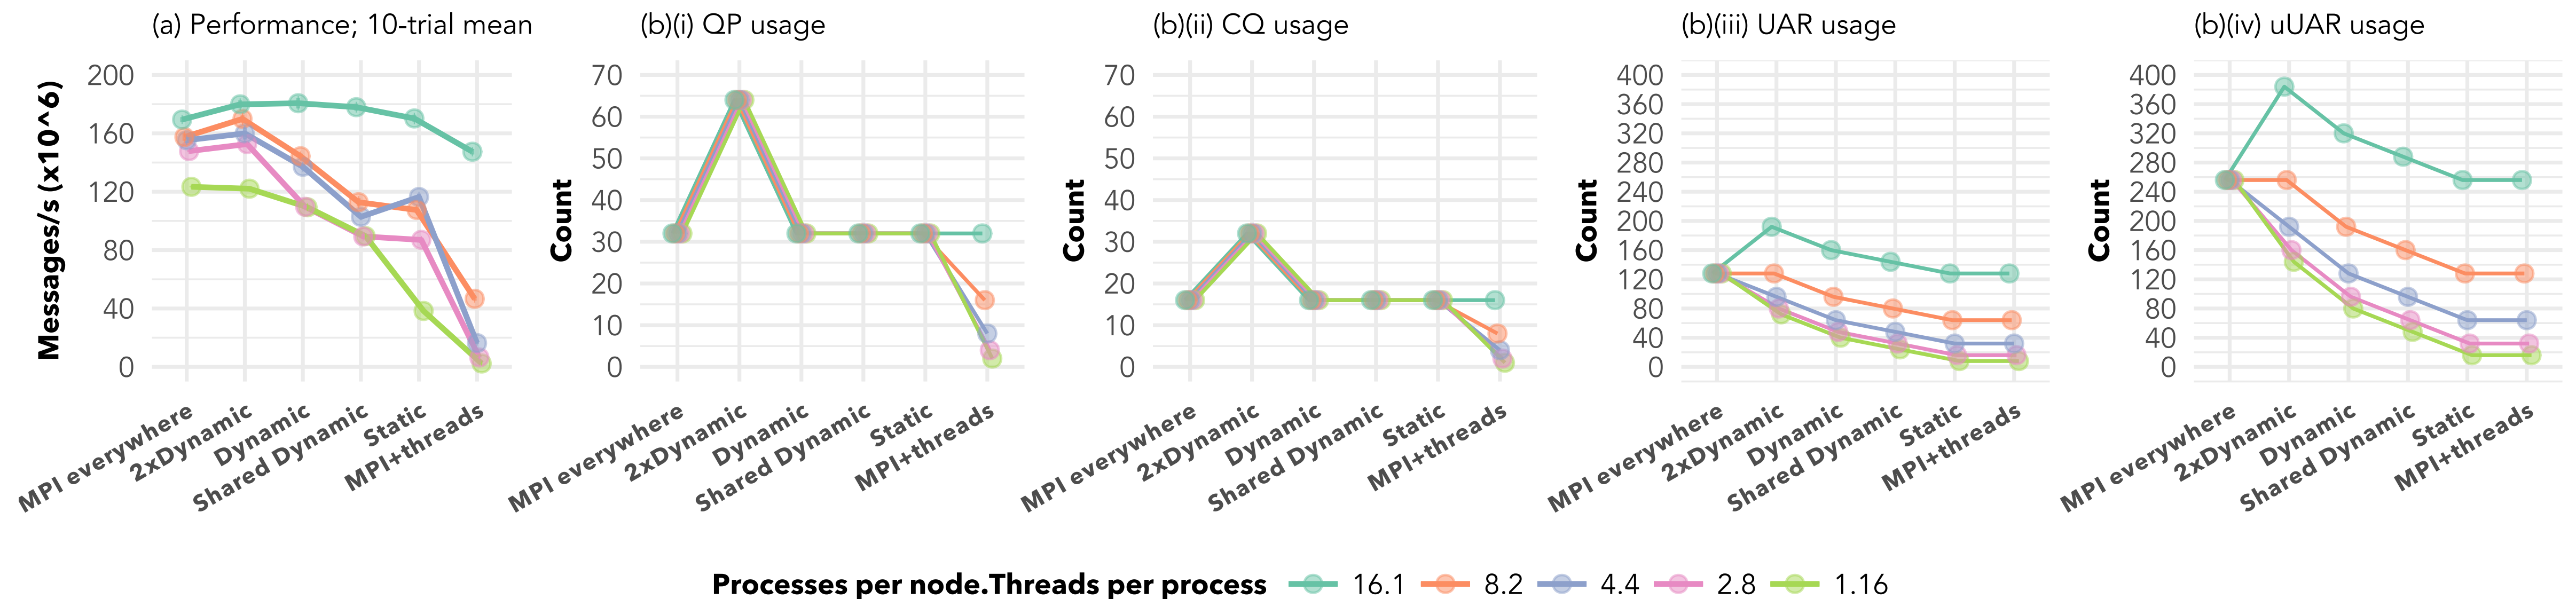 (a) Performance; 10-trial mean
Messages/s (x10^6)
200
160
120
80
40
0
MPI everywhere
2xDynamic
Dynamic
Shared Dynamic
Static
MPI+threads
(b)(i) QP usage
Count
70
60
50
40
30
20
10
0
MPI everywhere
2xDynamic
Dynamic
Shared Dynamic
Static
MPI+threads
(b)(ii) CQ usage
Count
70
60
50
40
30
20
10
0
MPI everywhere
2xDynamic
Dynamic
Shared Dynamic
Static
MPI+threads
(b)(iii) UAR usage
Count
400
360
320
280
240
200
160
120
80
40
0
MPI everywhere
2xDynamic
Dynamic
Shared Dynamic
Static
MPI+threads
(b)(iv) uUAR usage
Count
400
360
320
280
240
200
160
120
80
40
0
MPI everywhere
2xDynamic
Dynamic
Shared Dynamic
Static
MPI+threads
Processes per node.Threads per process 16.1 8.2 4.4 2.8 1.16